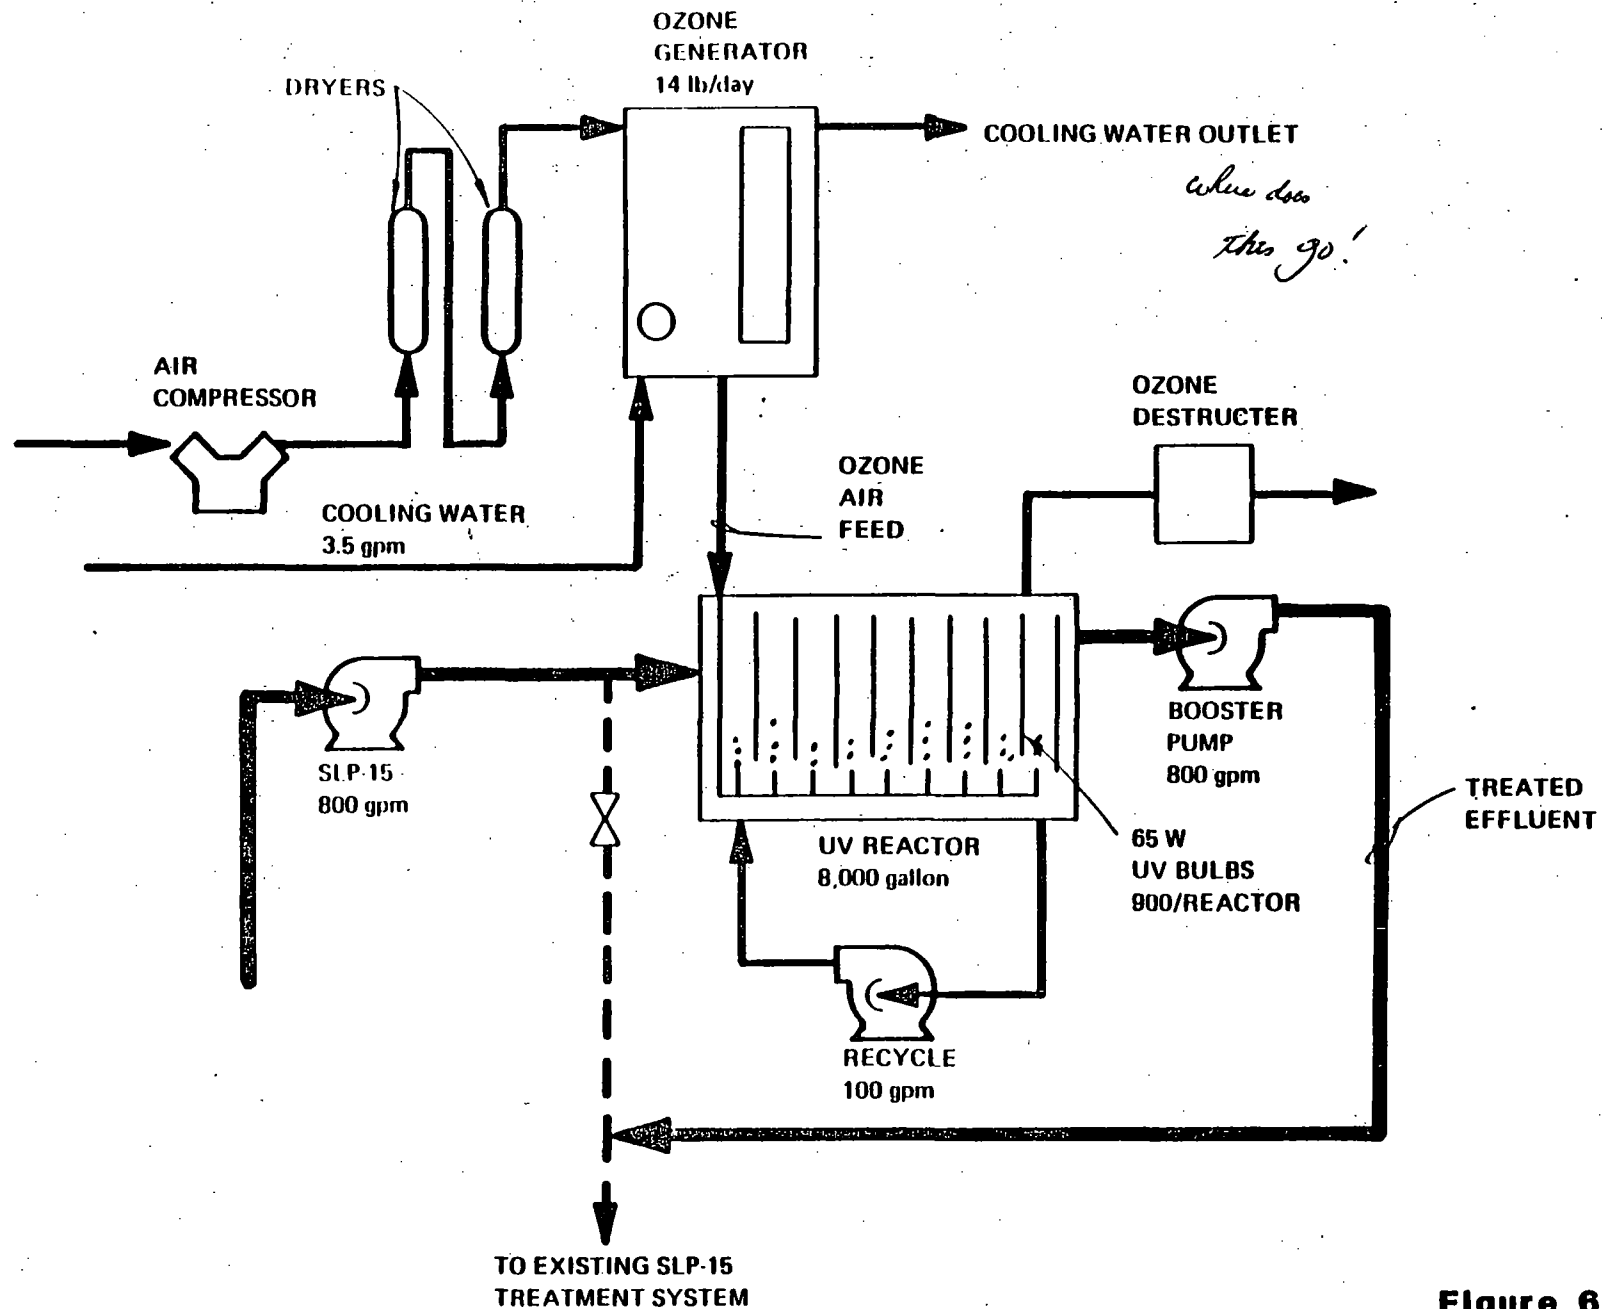 OZONE
GENERATOR
14 lb/day
DRYERS
COOLING WATER OUTLET
where does
this go!
AIR
COMPRESSOR
OZONE
DESTRUCTER
OZONE
AIR
FEED
COOLING WATER
3.5 gpm
SLP-15
800 gpm
BOOSTER
PUMP
800 gpm
TREATED
EFFLUENT
UV REACTOR
8,000 gallon
65 W
UV BULBS
900/REACTOR
RECYCLE
100 gpm
TO EXISTING SLP-15
TREATMENT SYSTEM
Figure 6